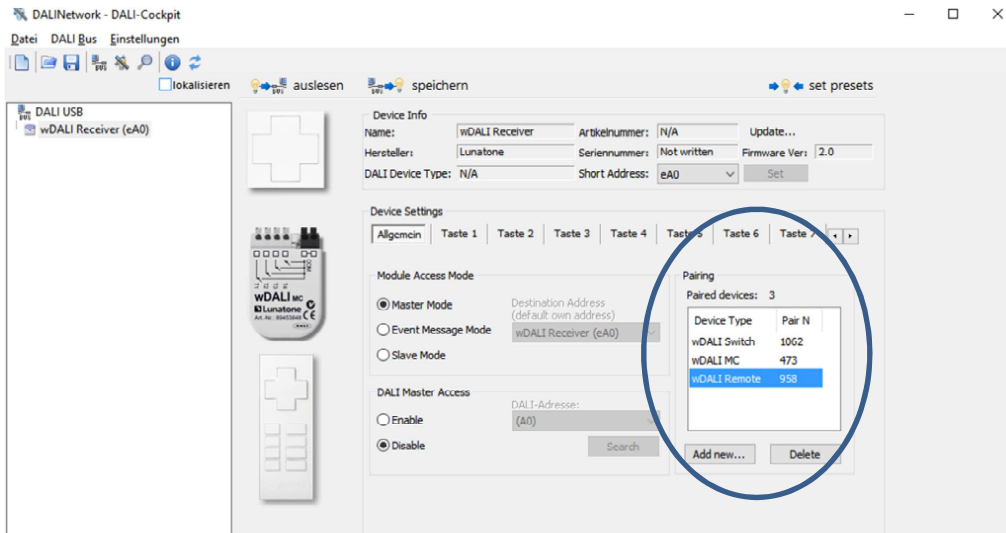 DALINetwork - DALI-Cockpit
Datei DALI Bus Einstellungen
lokalisieren auslesen speichern set presets
DALI USB
wDALI Receiver (eA0)
Device Info
Name: wDALI Receiver Artikelnummer: N/A Update...
Hersteller: Lunatone Seriennummer: Not written Firmware Ver: 2.0
DALI Device Type: N/A Short Address: eA0 Set
Device Settings
Allgemein Taste 1 Taste 2 Taste 3 Taste 4 Taste 5 Taste 6 Taste 7
Module Access Mode
Master Mode
Event Message Mode
Slave Mode
Destination Address
(default own address)
wDALI Receiver (eA0)
DALI Master Access
Enable
Disable
DALI-Adresse:
(A0)
Search
Pairing
Paired devices: 3
Device Type Pair N
wDALI Switch 1062
wDALI MC 473
wDALI Remote 958
Add new... Delete
wDALI MC
Lunatone